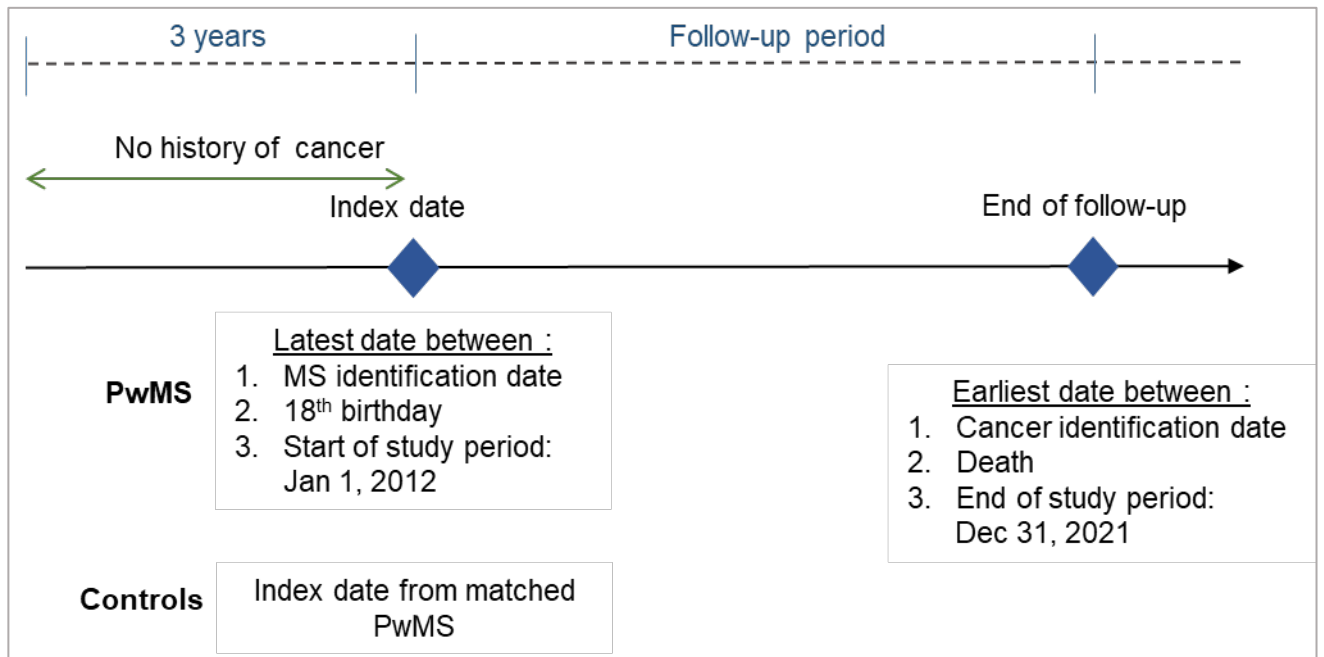 3 years
Follow-up period
No history of cancer
Index date
End of follow-up
PwMS
Latest date between :
1. MS identification date
2. 18th birthday
3. Start of study period:
Jan 1, 2012
Earliest date between :
1. Cancer identification date
2. Death
3. End of study period:
Dec 31, 2021
Controls
Index date from matched
PwMS